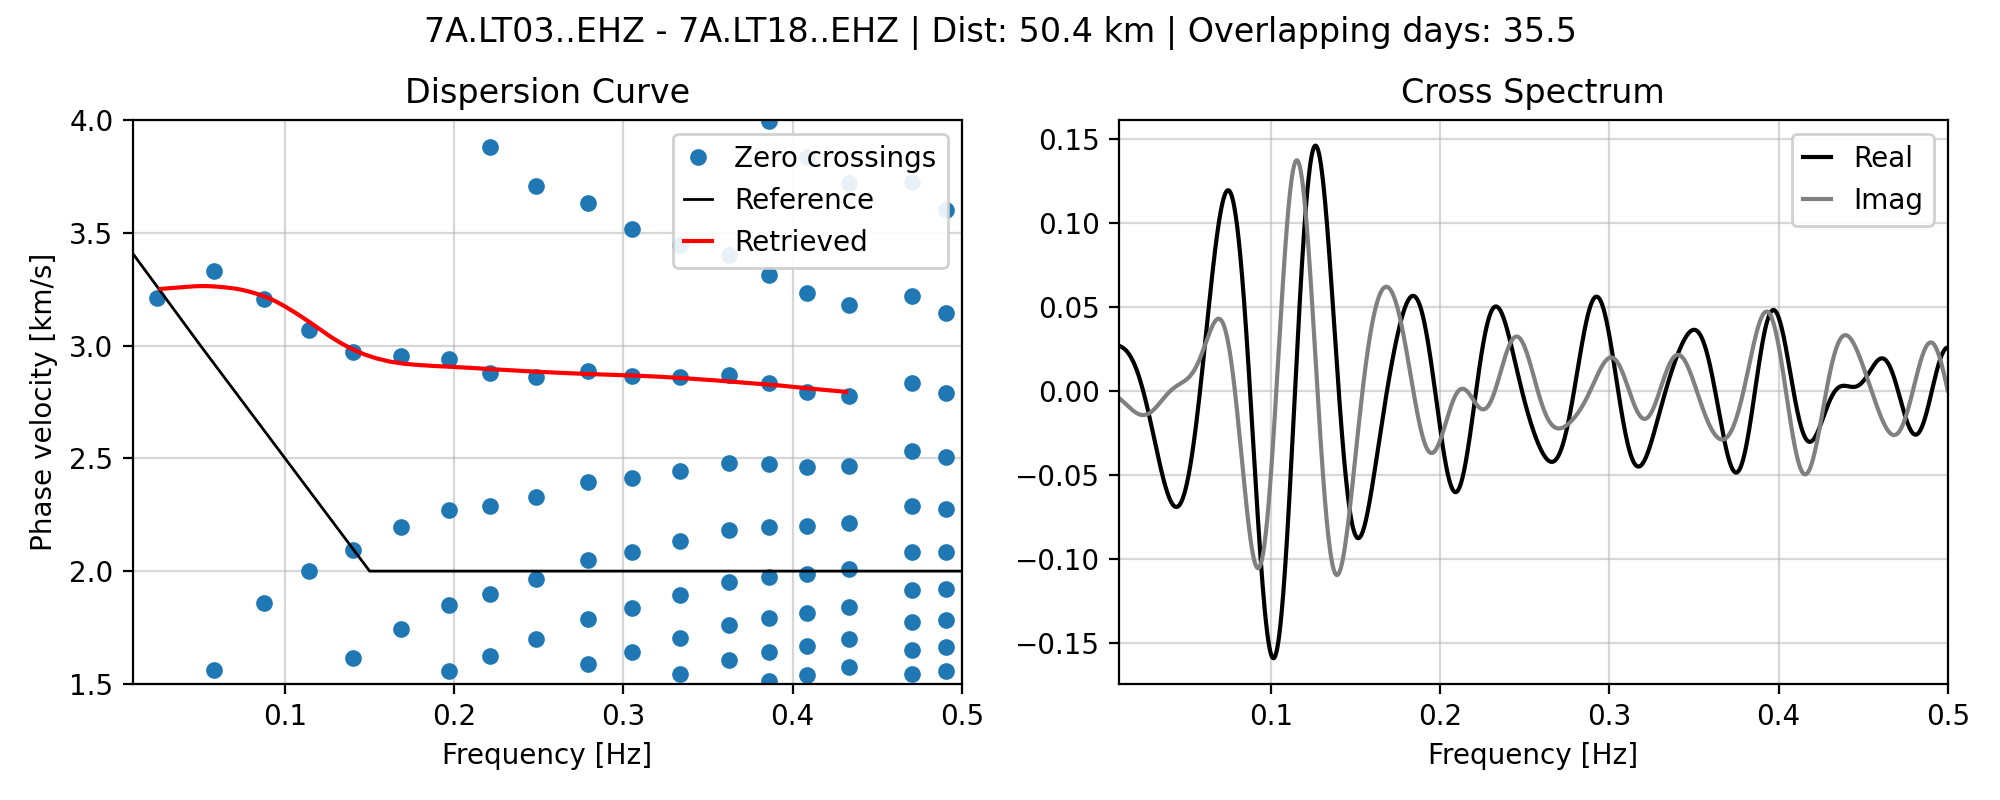 7A.LT03..EHZ - 7A.LT18..EHZ | Dist: 50.4 km | Overlapping days: 35.5
Dispersion Curve
4.0
3.5
3.0
2.5
2.0
1.5
Phase velocity [km/s]
0.1
0.2
0.3
0.4
0.5
Frequency [Hz]
Zero crossings
Reference
Retrieved
Cross Spectrum
0.15
0.10
0.05
0.00
−0.05
−0.10
−0.15
0.1
0.2
0.3
0.4
0.5
Frequency [Hz]
Real
Imag